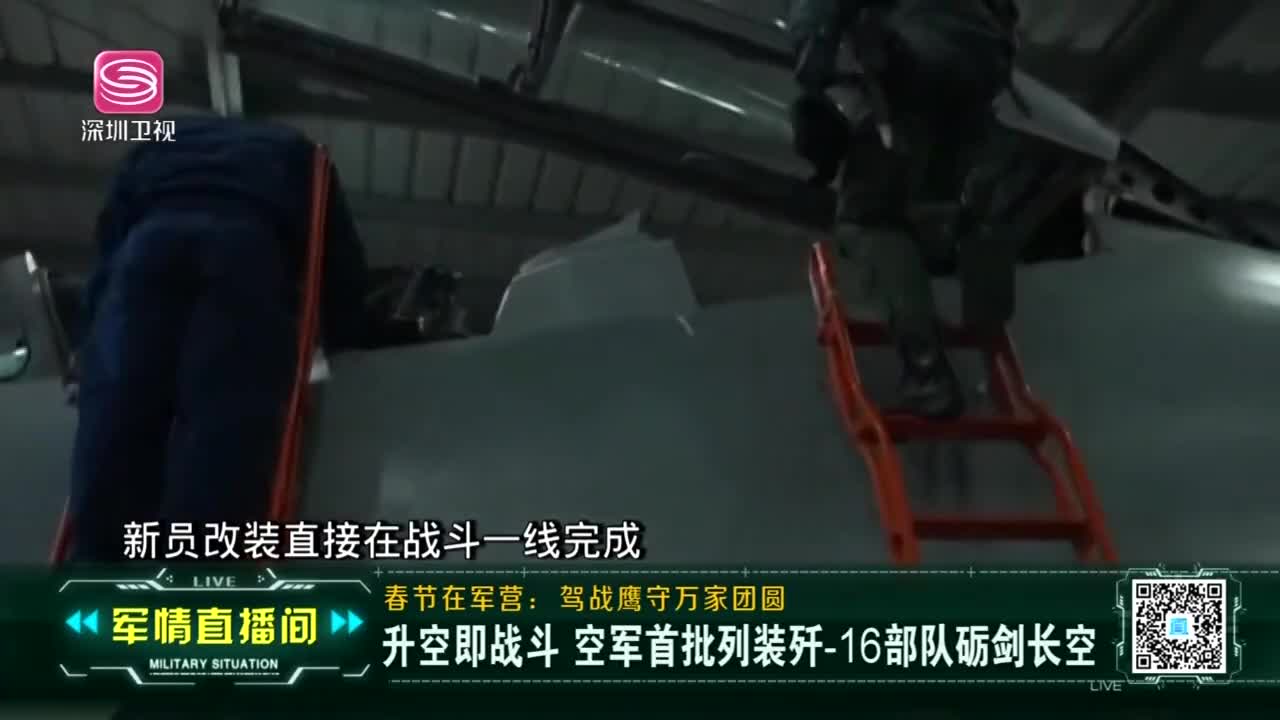 深圳卫视
新员改装直接在战斗一线完成
LIVE
军情直播间
MILITARY SITUATION
春节在军营：驾战鹰守万家团圆
升空即战斗 空军首批列装歼-16部队砺剑长空
LIVE